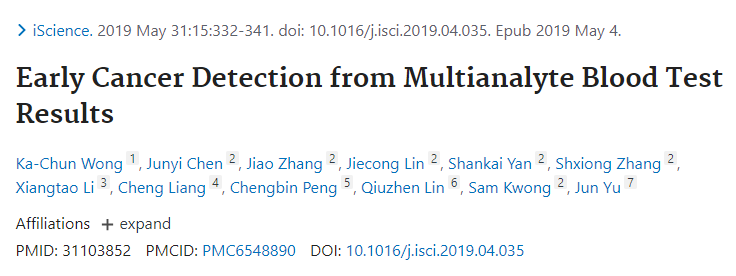 iScience. 2019 May 31:15:332-341. doi: 10.1016/j.isci.2019.04.035. Epub 2019 May 4.
Early Cancer Detection from Multianalyte Blood Test
Results
Ka-Chun Wong 1, Junyi Chen 2, Jiao Zhang 2, Jiecong Lin 2, Shankai Yan 2, Shxiong Zhang 2,
Xiangtao Li 3, Cheng Liang 4, Chengbin Peng 5, Qiuzhen Lin 6, Sam Kwong 2, Jun Yu 7
Affiliations + expand
PMID: 31103852 PMCID: PMC6548890 DOI: 10.1016/j.isci.2019.04.035